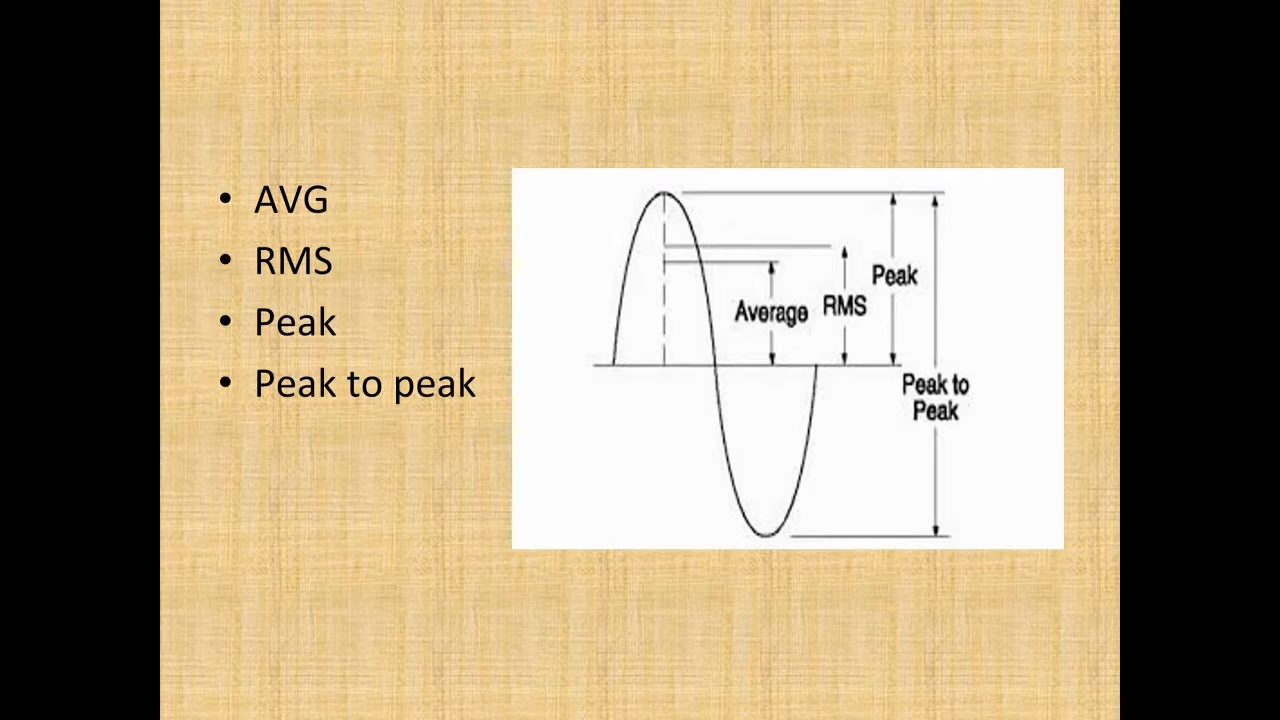 • AVG
• RMS
• Peak
• Peak to peak
Peak
Average
RMS
Peak to
Peak